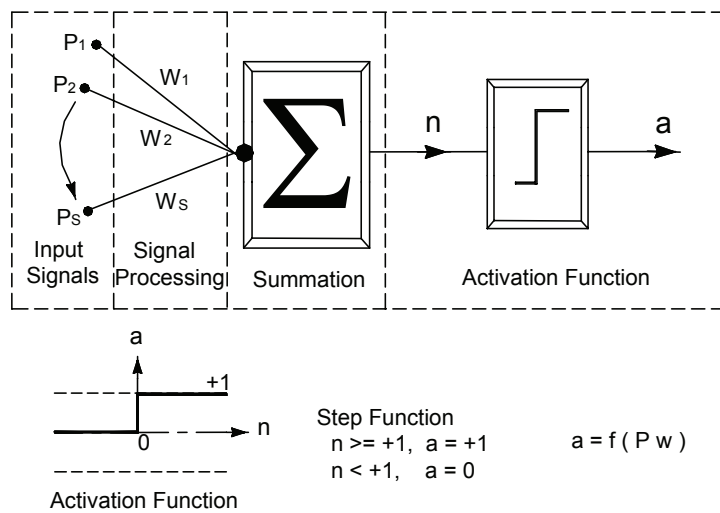 P1
W1
P2
W2
PS
WS
Σ
n
a
Input
Signals
Signal
Processing
Summation
Activation Function
a
+1
0
n
Activation Function
Step Function
n >= +1, a = +1
n < +1, a = 0
a = f ( P w )